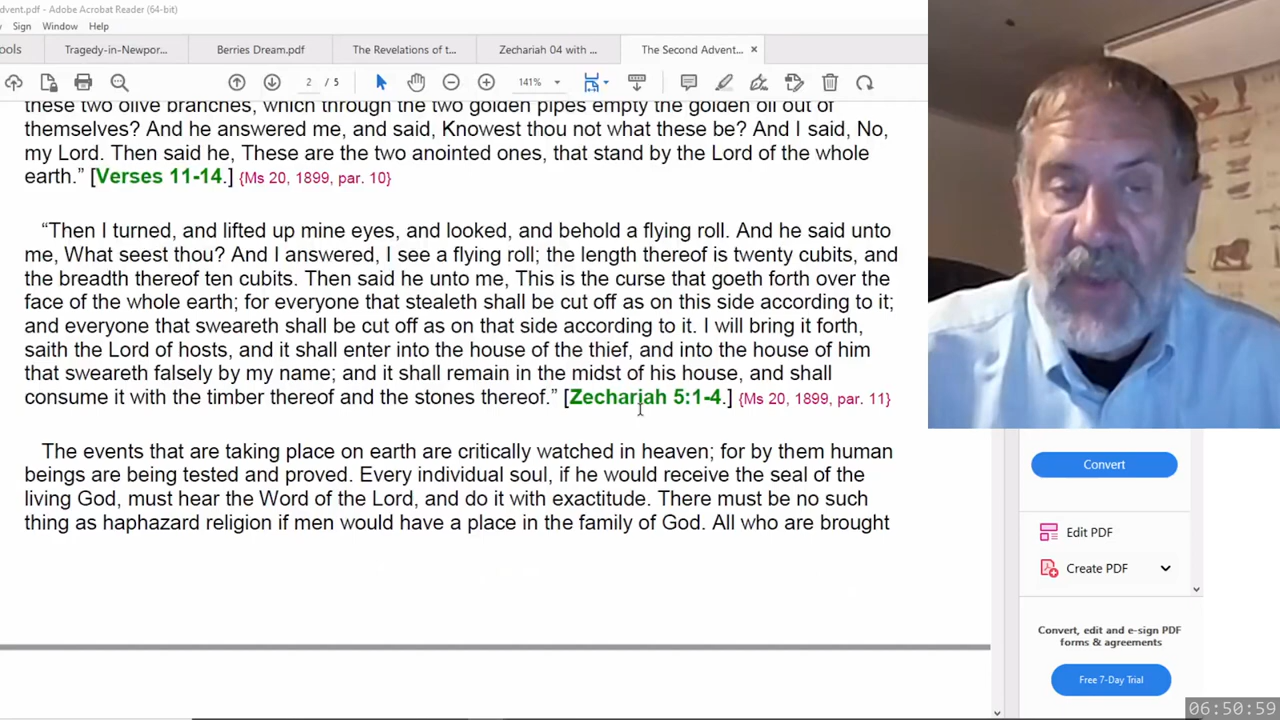 dvent.pdf - Adobe Acrobat Reader (64-bit)
Sign Window Help
ools Tragedy-in-Newpor... Berries Dream.pdf The Revelations of t... Zechariah 04 with ... The Second Advent... ×
2 / 5 141%
these two olive branches, which through the two golden pipes empty the golden oil out of
themselves? And he answered me, and said, Knowest thou not what these be? And I said, No,
my Lord. Then said he, These are the two anointed ones, that stand by the Lord of the whole
earth.” [Verses 11-14.] {Ms 20, 1899, par. 10}
“Then I turned, and lifted up mine eyes, and looked, and behold a flying roll. And he said unto
me, What seest thou? And I answered, I see a flying roll; the length thereof is twenty cubits, and
the breadth thereof ten cubits. Then said he unto me, This is the curse that goeth forth over the
face of the whole earth; for everyone that stealeth shall be cut off as on this side according to it;
and everyone that sweareth shall be cut off as on that side according to it. I will bring it forth,
saith the Lord of hosts, and it shall enter into the house of the thief, and into the house of him
that sweareth falsely by my name; and it shall remain in the midst of his house, and shall
consume it with the timber thereof and the stones thereof.” [Zechariah 5:1-4.] {Ms 20, 1899, par. 11}
The events that are taking place on earth are critically watched in heaven; for by them human
beings are being tested and proved. Every individual soul, if he would receive the seal of the
living God, must hear the Word of the Lord, and do it with exactitude. There must be no such
thing as haphazard religion if men would have a place in the family of God. All who are brought
Convert
Edit PDF
Create PDF
Convert, edit and e-sign PDF
forms & agreements
Free 7-Day Trial
06:50:59